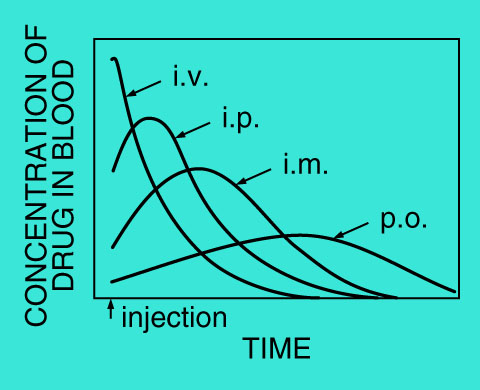 CONCENTRATION OF
DRUG IN BLOOD
i.v.
i.p.
i.m.
p.o.
injection
TIME